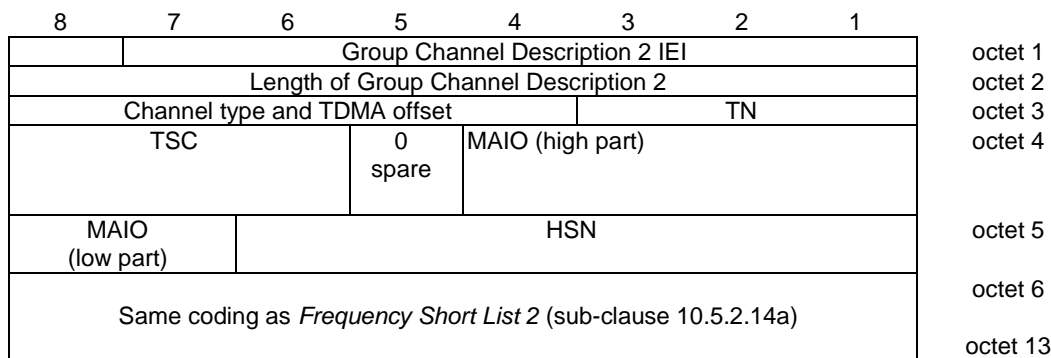 8 7 6 5 4 3 2 1
Group Channel Description 2 IEI octet 1
Length of Group Channel Description 2 octet 2
Channel type and TDMA offset TN octet 3
TSC 0 MAIO (high part) octet 4
spare
MAIO HSN octet 5
(low part)
octet 6
Same coding as Frequency Short List 2 (sub-clause 10.5.2.14a)
octet 13